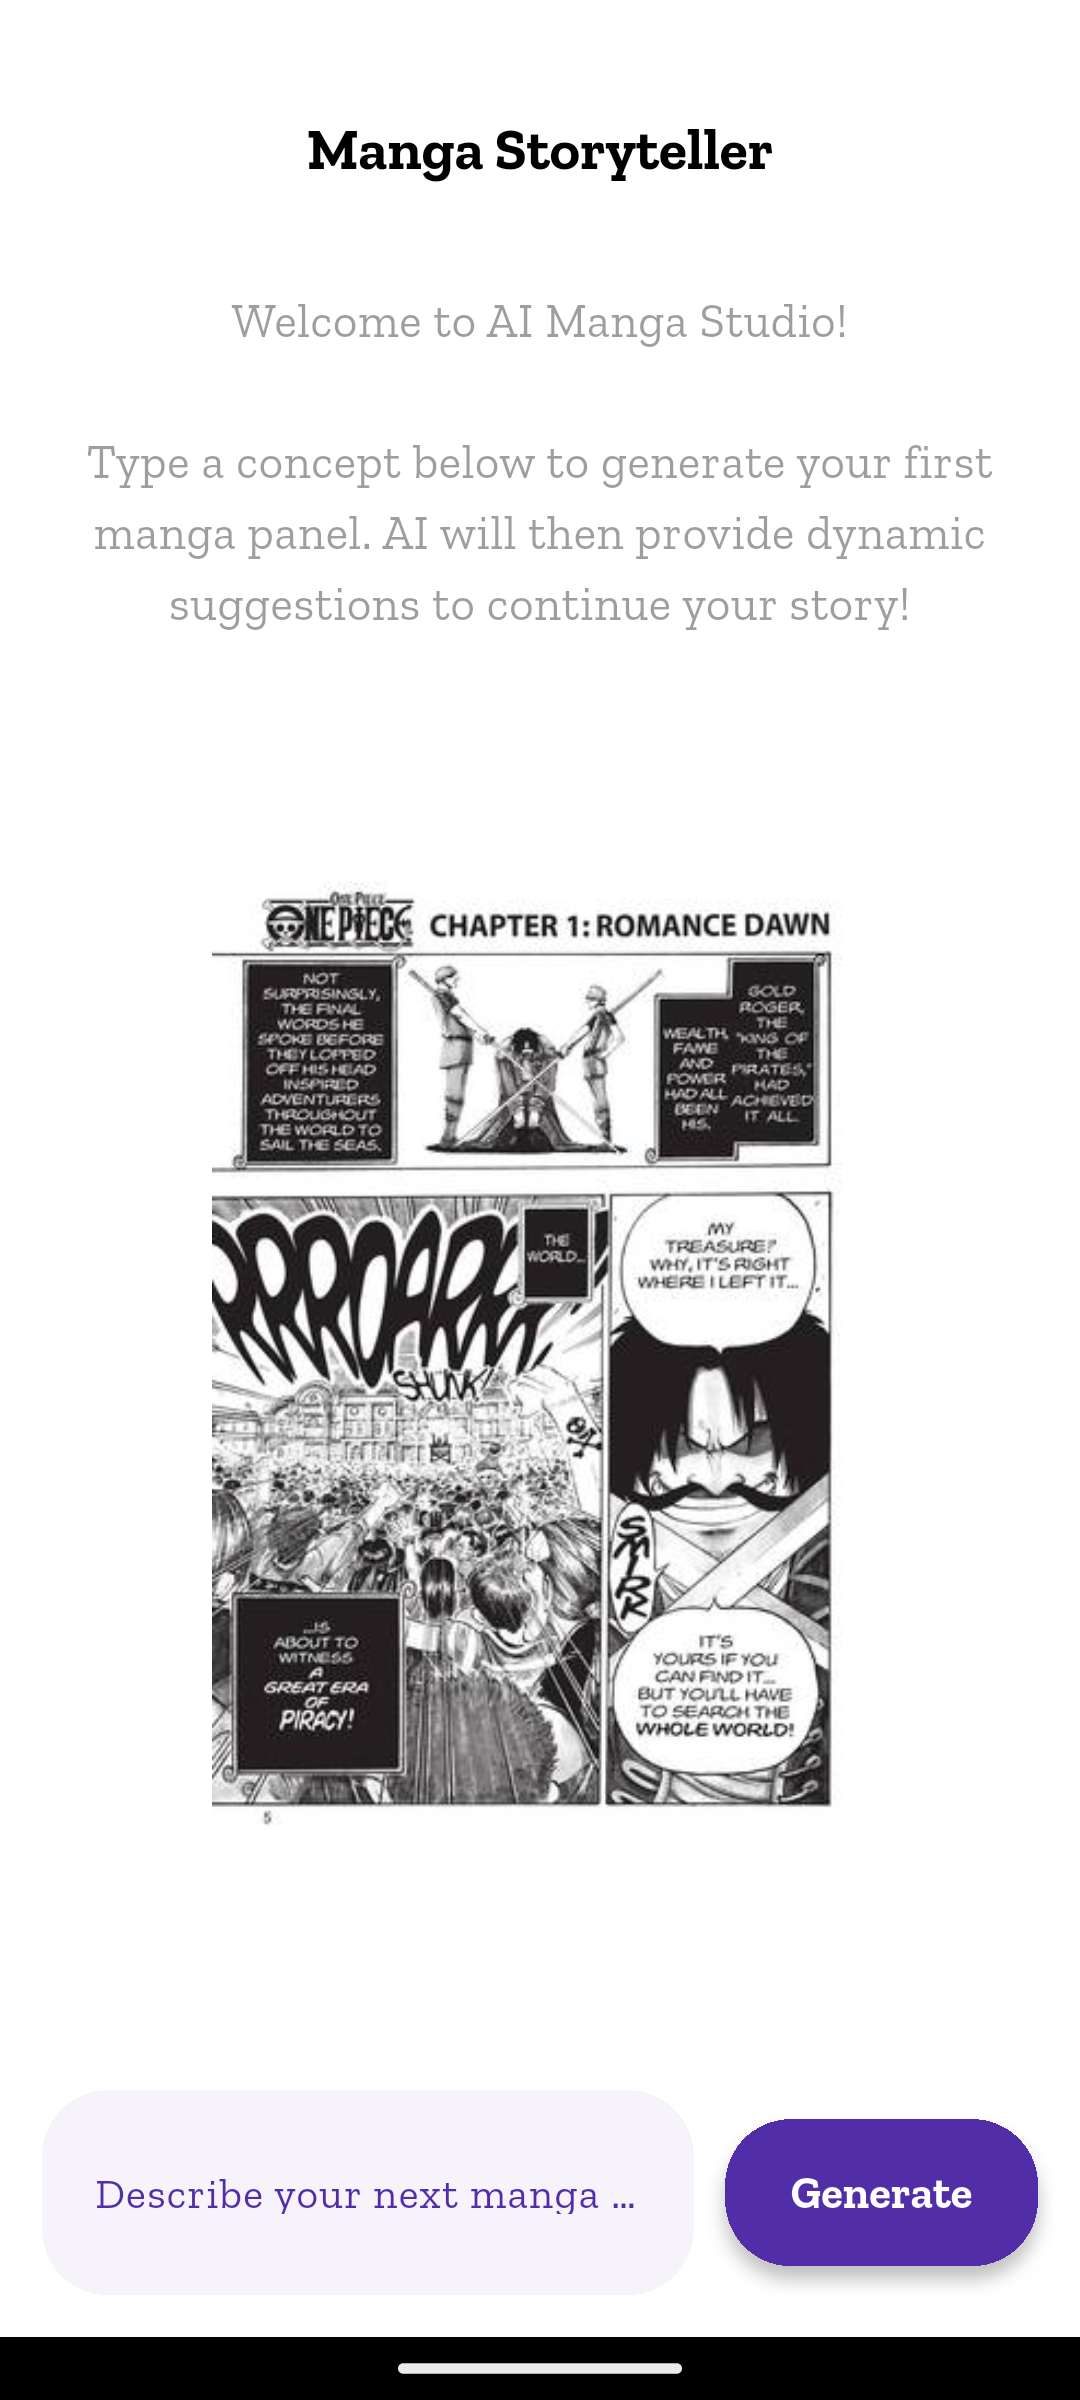 Manga Storyteller
Welcome to AI Manga Studio!
Type a concept below to generate your first
manga panel. AI will then provide dynamic
suggestions to continue your story!
ONE PIECE
ONE PIECE
CHAPTER 1: ROMANCE DAWN
GOLD
ROGER,
THE
"KING OF
THE
PIRATES,"
HAD
ACHIEVED
IT ALL.
WEALTH,
FAME
AND
POWER
HAD ALL
BEEN
HIS.
NOT
SURPRISINGLY,
THE FINAL
WORDS HE
SPOKE BEFORE
THEY LOPPED
OFF HIS HEAD
INSPIRED
ADVENTURERS
THROUGHOUT
THE WORLD TO
SAIL THE SEAS.
MY
TREASURE?
WHY, IT'S RIGHT
WHERE I LEFT IT...
SMIRK
IT'S
YOURS IF YOU
CAN FIND IT...
BUT YOU'LL HAVE
TO SEARCH THE
WHOLE WORLD!
THE
WORLD...
RRROARRR
SHUNK!
...IS
ABOUT TO
WITNESS
A
GREAT ERA
OF
PIRACY!
5
Describe your next manga ...
Generate